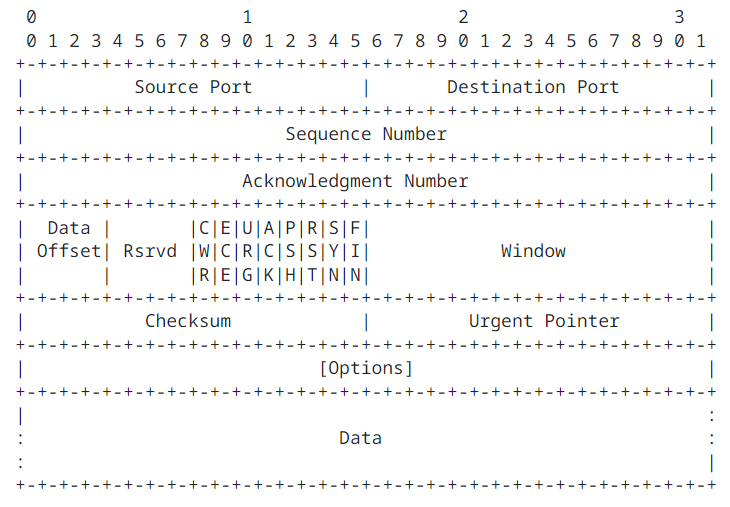 0                   1                   2                   3
 0 1 2 3 4 5 6 7 8 9 0 1 2 3 4 5 6 7 8 9 0 1 2 3 4 5 6 7 8 9 0 1
+-+-+-+-+-+-+-+-+-+-+-+-+-+-+-+-+-+-+-+-+-+-+-+-+-+-+-+-+-+-+-+-+
|          Source Port          |       Destination Port        |
+-+-+-+-+-+-+-+-+-+-+-+-+-+-+-+-+-+-+-+-+-+-+-+-+-+-+-+-+-+-+-+-+
|                        Sequence Number                        |
+-+-+-+-+-+-+-+-+-+-+-+-+-+-+-+-+-+-+-+-+-+-+-+-+-+-+-+-+-+-+-+-+
|                    Acknowledgment Number                      |
+-+-+-+-+-+-+-+-+-+-+-+-+-+-+-+-+-+-+-+-+-+-+-+-+-+-+-+-+-+-+-+-+
|  Data |       |C|E|U|A|P|R|S|F|                               |
| Offset| Rsrvd |W|C|R|C|S|S|Y|I|            Window             |
|       |       |R|E|G|K|H|T|N|N|                               |
+-+-+-+-+-+-+-+-+-+-+-+-+-+-+-+-+-+-+-+-+-+-+-+-+-+-+-+-+-+-+-+-+
|           Checksum            |         Urgent Pointer        |
+-+-+-+-+-+-+-+-+-+-+-+-+-+-+-+-+-+-+-+-+-+-+-+-+-+-+-+-+-+-+-+-+
|                           [Options]                           |
+-+-+-+-+-+-+-+-+-+-+-+-+-+-+-+-+-+-+-+-+-+-+-+-+-+-+-+-+-+-+-+-+
|                                                               :
:                             Data                              :
:                                                               |
+-+-+-+-+-+-+-+-+-+-+-+-+-+-+-+-+-+-+-+-+-+-+-+-+-+-+-+-+-+-+-+-+